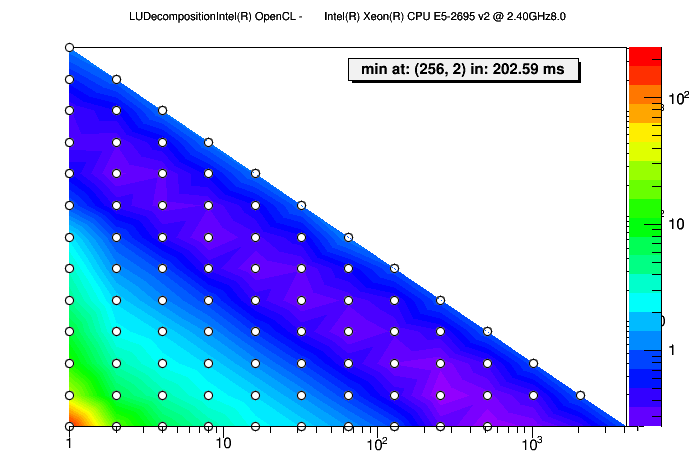 LUDecompositionIntel(R) OpenCL - Intel(R) Xeon(R) CPU E5-2695 v2 @ 2.40GHz8.0
min at: (256, 2) in: 202.59 ms
10²
10
1
1 10 10² 10³